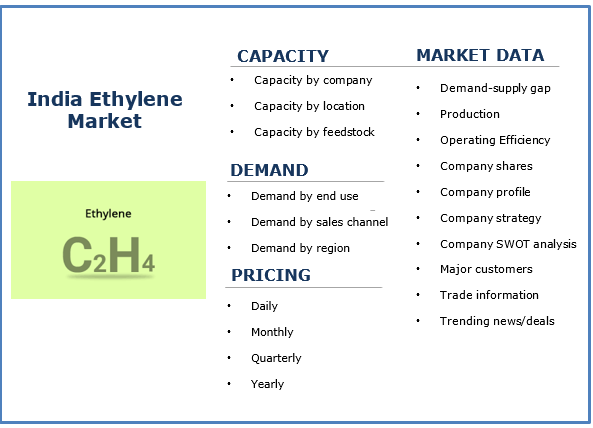 India Ethylene
Market
Ethylene
C2H4
CAPACITY
• Capacity by company
• Capacity by location
• Capacity by feedstock
DEMAND
• Demand by end use
• Demand by sales channel
• Demand by region
PRICING
• Daily
• Monthly
• Quarterly
• Yearly
MARKET DATA
• Demand-supply gap
• Production
• Operating Efficiency
• Company shares
• Company profile
• Company strategy
• Company SWOT analysis
• Major customers
• Trade information
• Trending news/deals